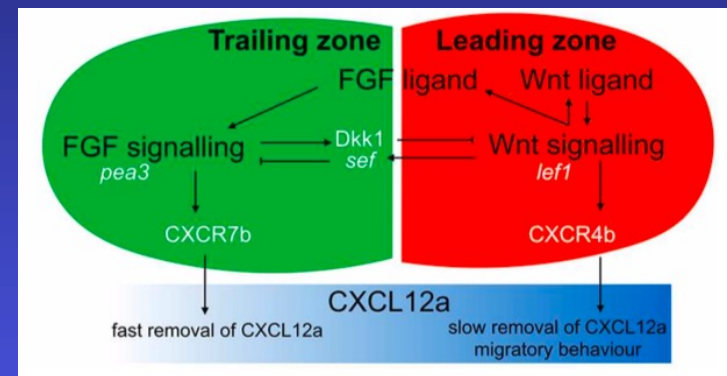 Trailing zone
Leading zone
FGF ligand
Wnt ligand
FGF signalling
pea3
Dkk1
sef
Wnt signalling
lef1
CXCR7b
CXCR4b
CXCL12a
fast removal of CXCL12a
slow removal of CXCL12a
migratory behaviour